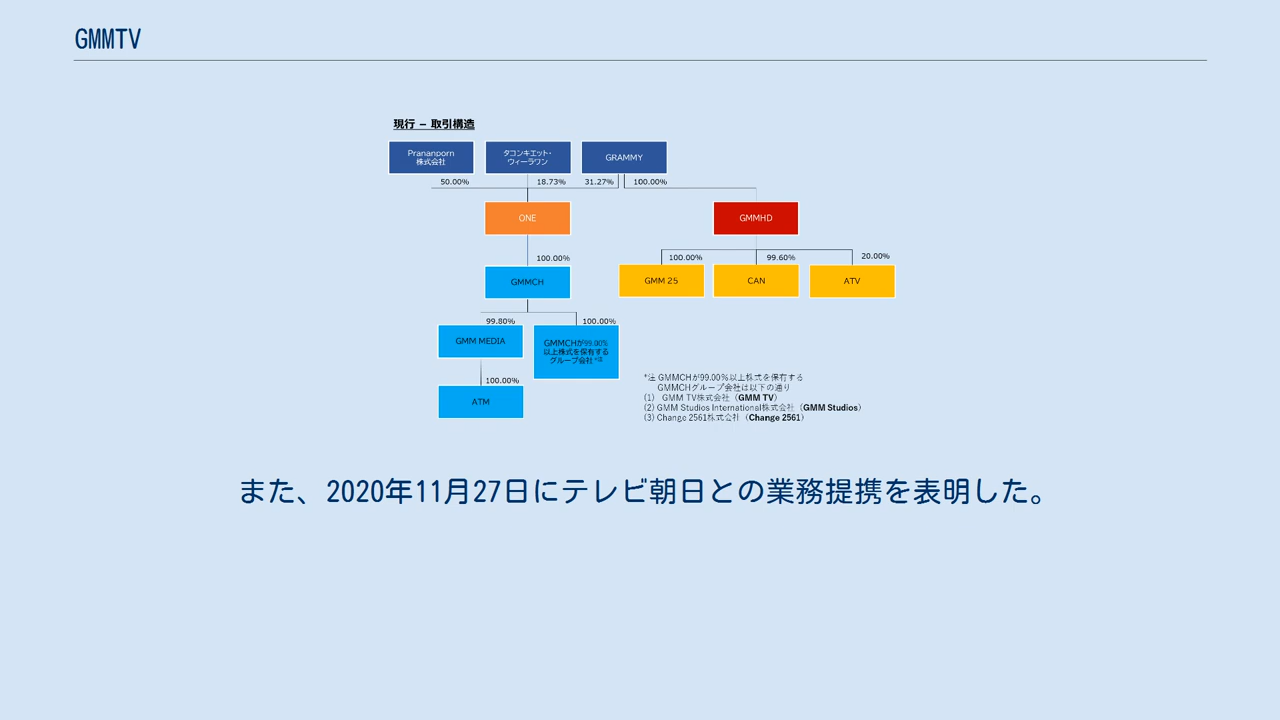 GMMTV
現行 – 取引構造
Prananporn
株式会社
タコンキエット・
ウィーラワン
GRAMMY
50.00%
18.73%
31.27%
100.00%
ONE
GMMHD
100.00%
100.00%
99.60%
20.00%
GMMCH
GMM 25
CAN
ATV
99.80%
100.00%
GMM MEDIA
GMMCHが99.00%
以上株式を保有する
グループ会社 *注
100.00%
ATM
*注 GMMCHが99.00%以上株式を保有する
GMMCHグループ会社は以下の通り
(1) GMM TV株式会社（GMM TV）
(2) GMM Studios International株式会社（GMM Studios）
(3) Change 2561株式会社（Change 2561）
また、2020年11月27日にテレビ朝日との業務提携を表明した。